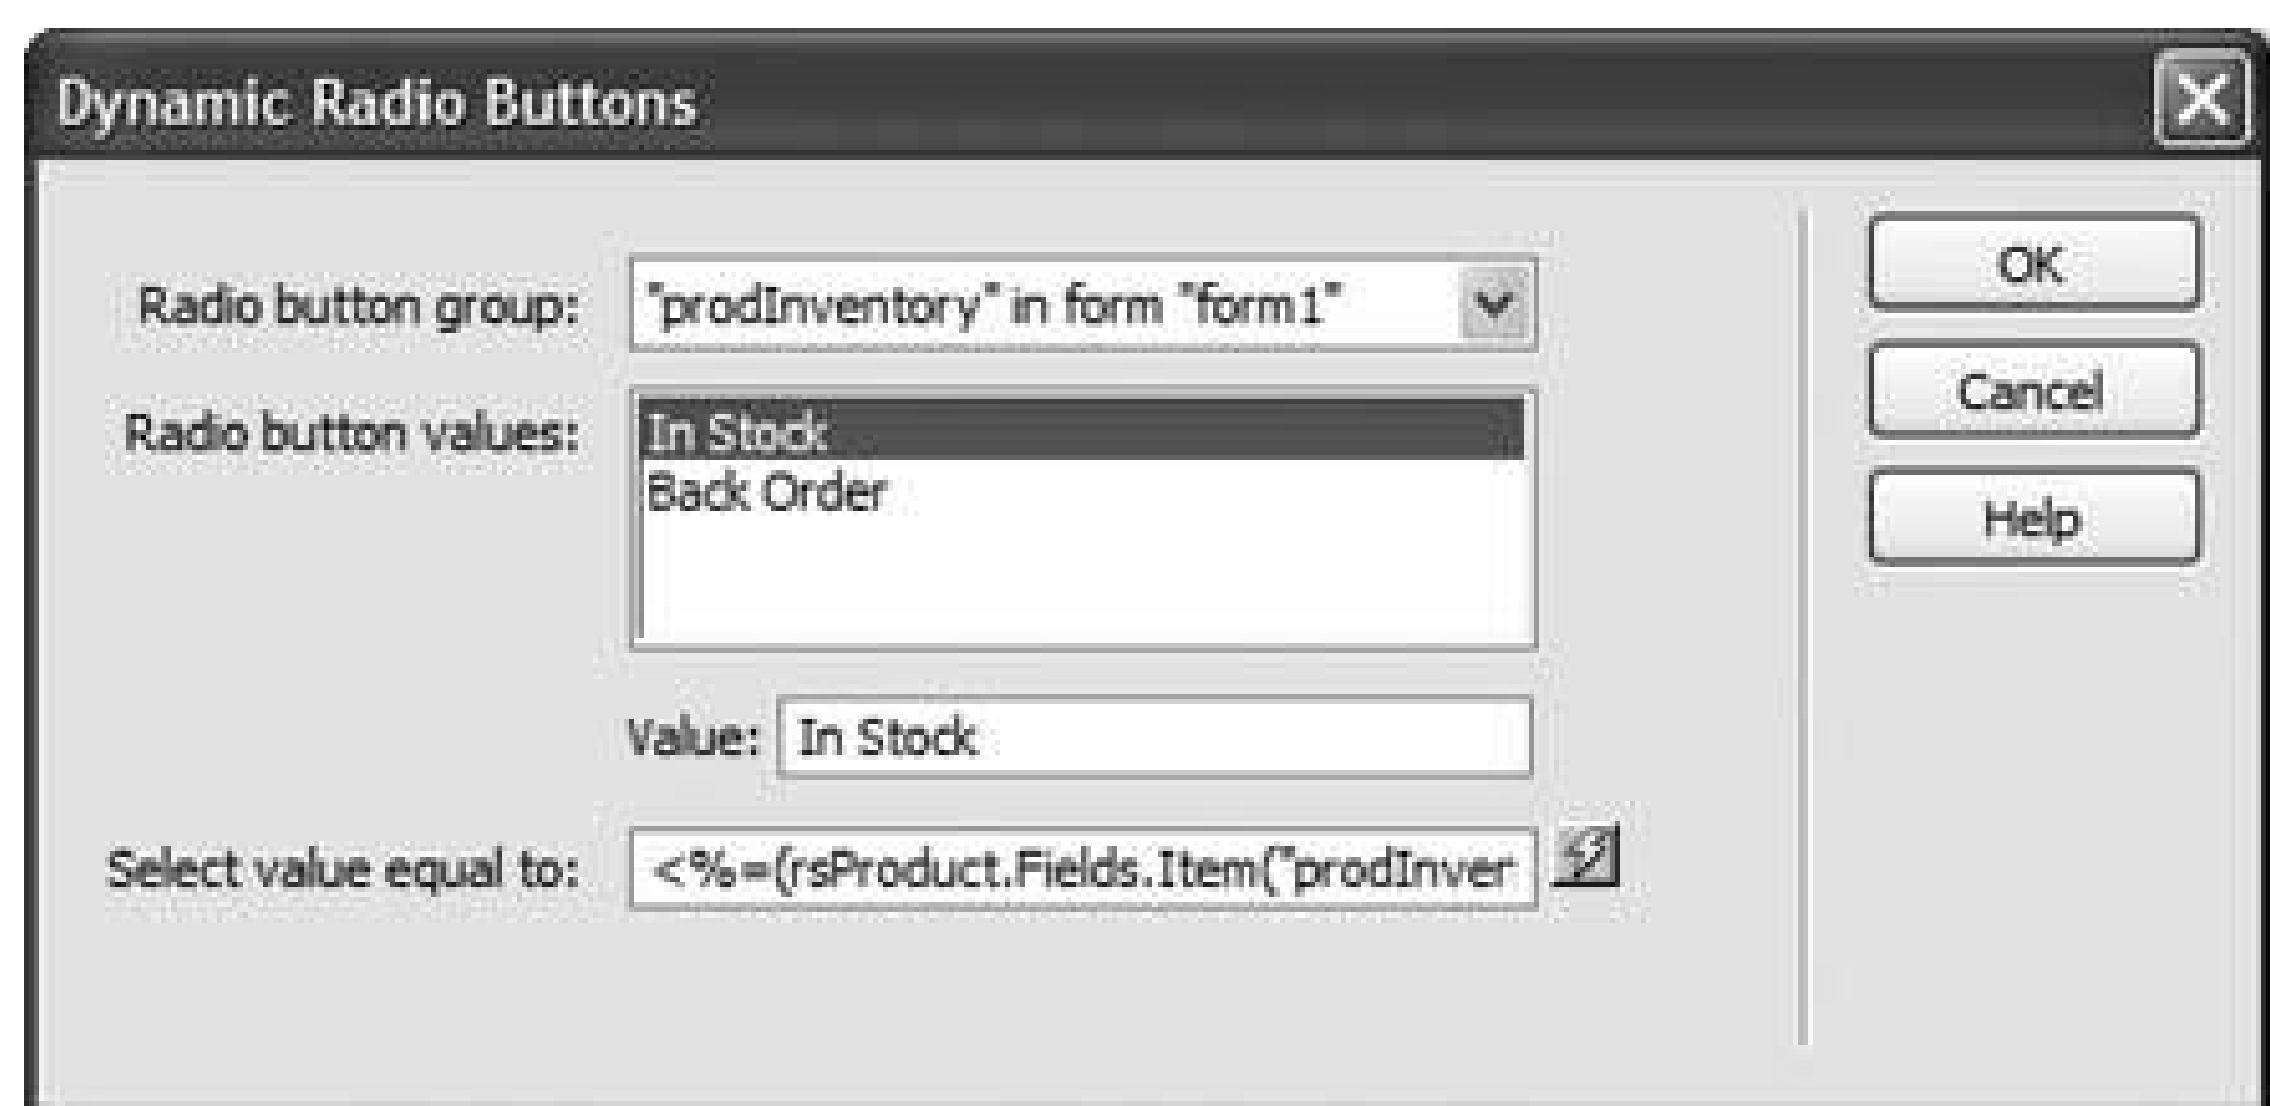 Dynamic Radio Buttons
Radio button group: "prodInventory" in form "form1"
Radio button values: In Stock
Back Order
Value: In Stock
Select value equal to: <%=(rsProduct.Fields.Item("prodInver
OK
Cancel
Help